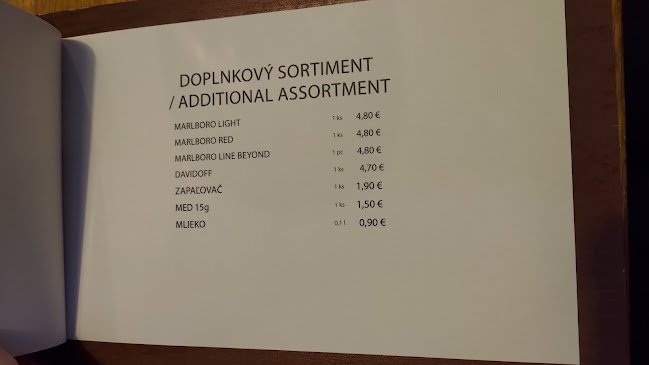 DOPLNKOVÝ SORTIMENT
/ ADDITIONAL ASSORTMENT
MARLBORO LIGHT 1 ks 4,80 €
MARLBORO RED 1 ks 4,80 €
MARLBORO LINE BEYOND 1 pc 4,80 €
DAVIDOFF 1 ks 4,70 €
ZAPAĽOVAČ 1 ks 1,90 €
MED 15g 1 ks 1,50 €
MLIEKO 0,1 l 0,90 €